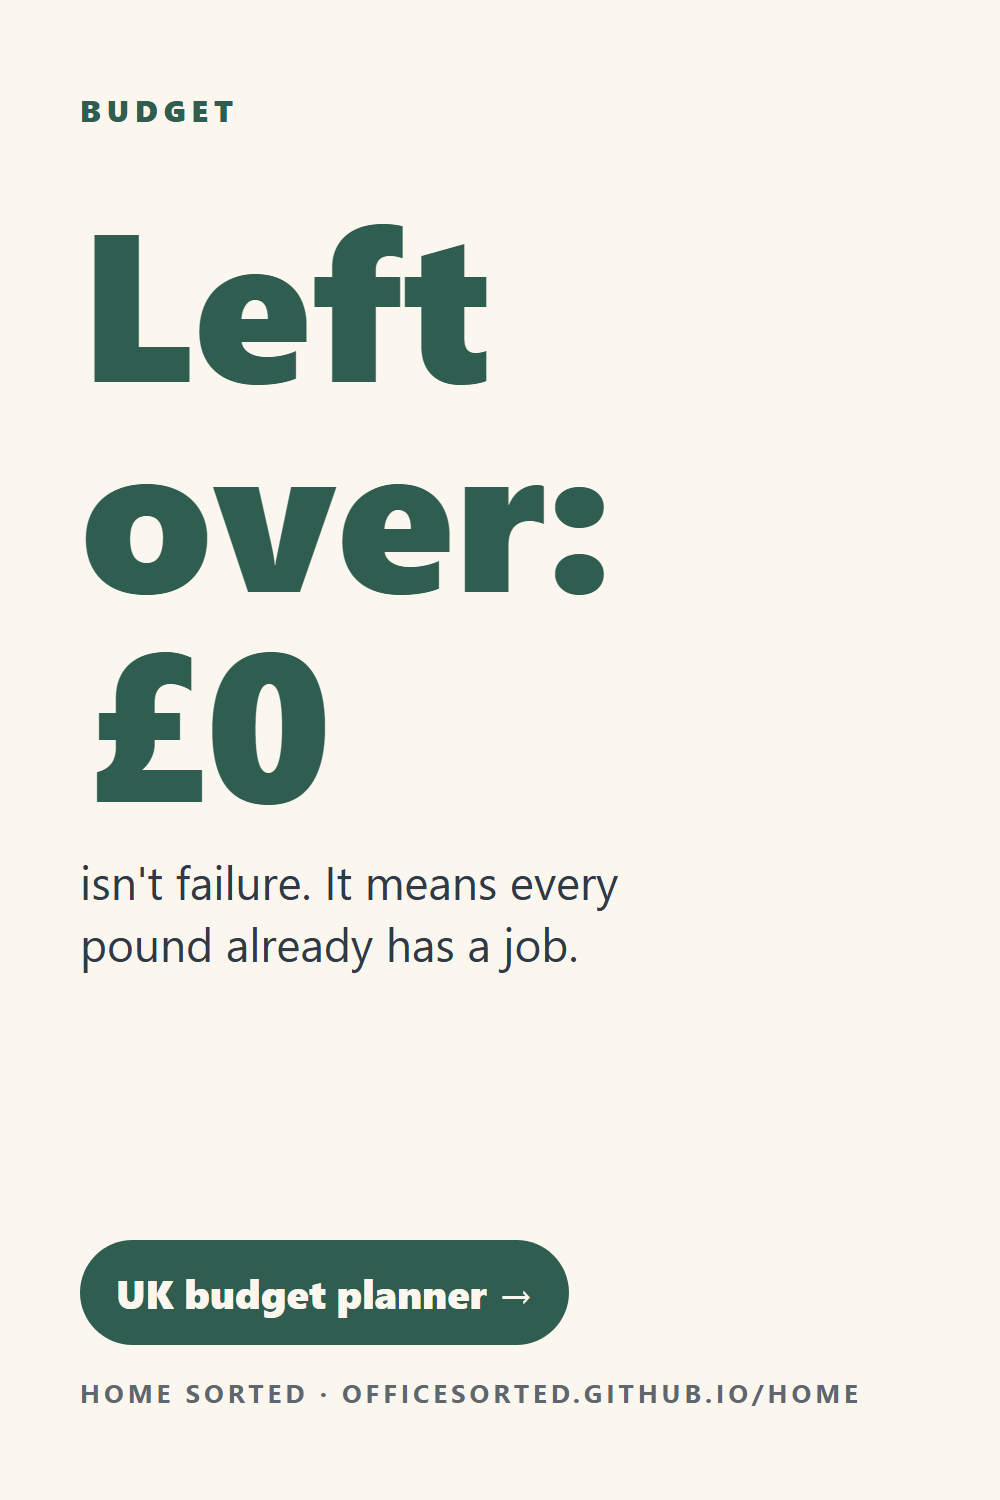 BUDGET
Left
over:
£0
isn't failure. It means every
pound already has a job.
UK budget planner →
HOME SORTED · OFFICESORTED.GITHUB.IO/HOME